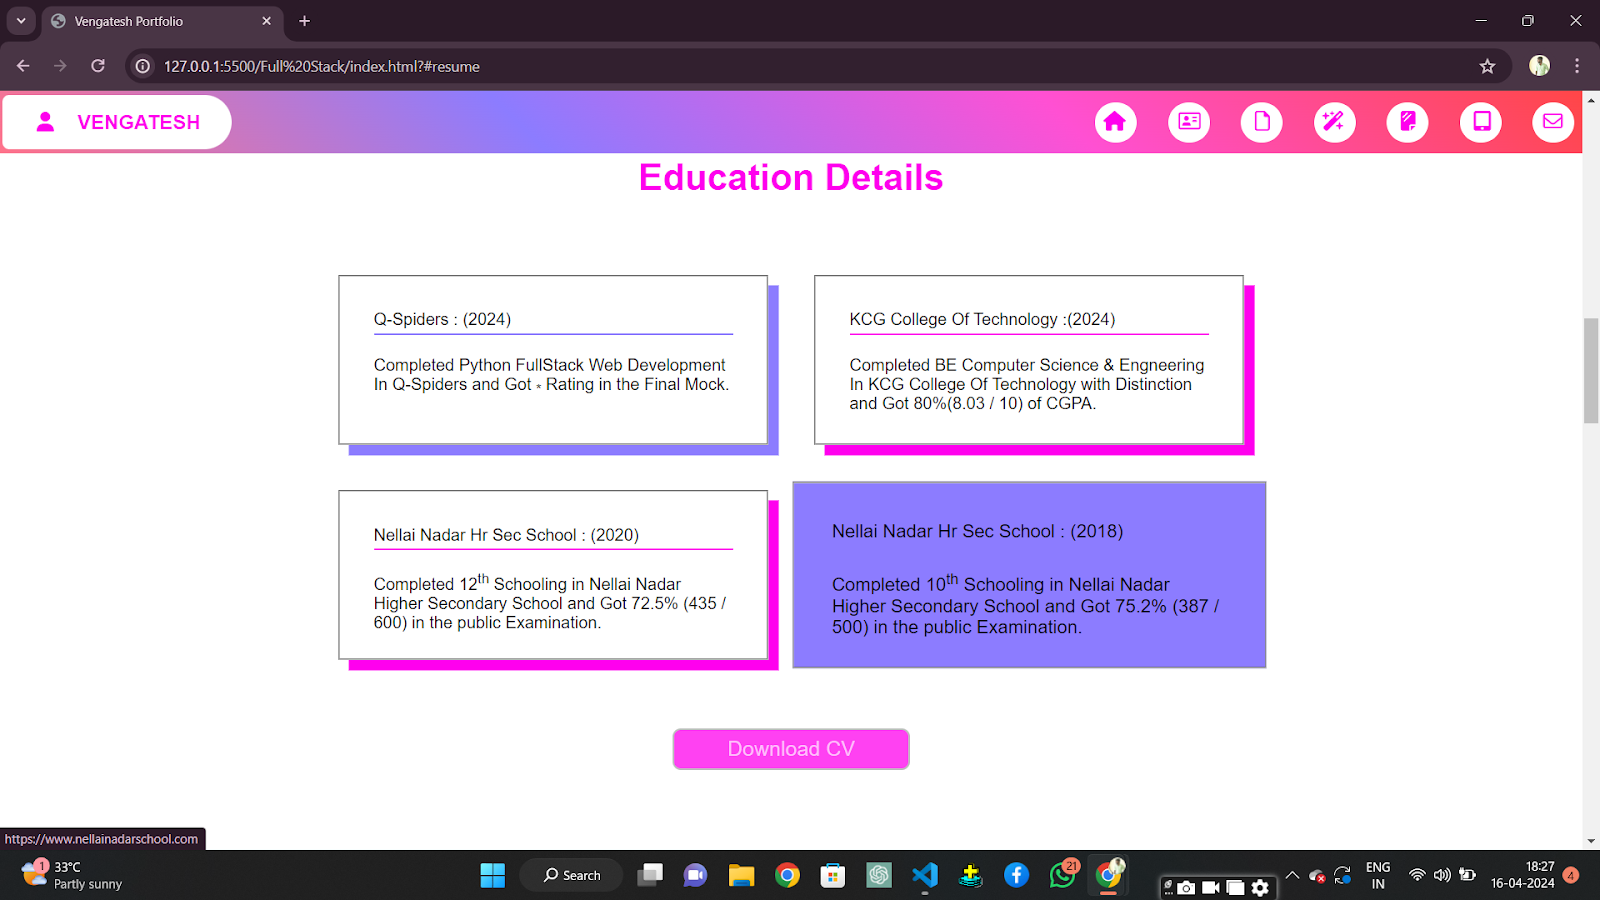 Vengatesh Portfolio
127.0.0.1:5500/Full%20Stack/index.html?#resume
VENGATESH
Education Details
Q-Spiders : (2024)
Completed Python FullStack Web Development
In Q-Spiders and Got * Rating in the Final Mock.
KCG College Of Technology :(2024)
Completed BE Computer Science & Engneering
In KCG College Of Technology with Distinction
and Got 80%(8.03 / 10) of CGPA.
Nellai Nadar Hr Sec School : (2020)
Completed 12th Schooling in Nellai Nadar
Higher Secondary School and Got 72.5% (435 /
600) in the public Examination.
Nellai Nadar Hr Sec School : (2018)
Completed 10th Schooling in Nellai Nadar
Higher Secondary School and Got 75.2% (387 /
500) in the public Examination.
Download CV
https://www.nellainadarschool.com
1
33°C
Partly sunny
Search
21
ENG
IN
18:27
16-04-2024
4